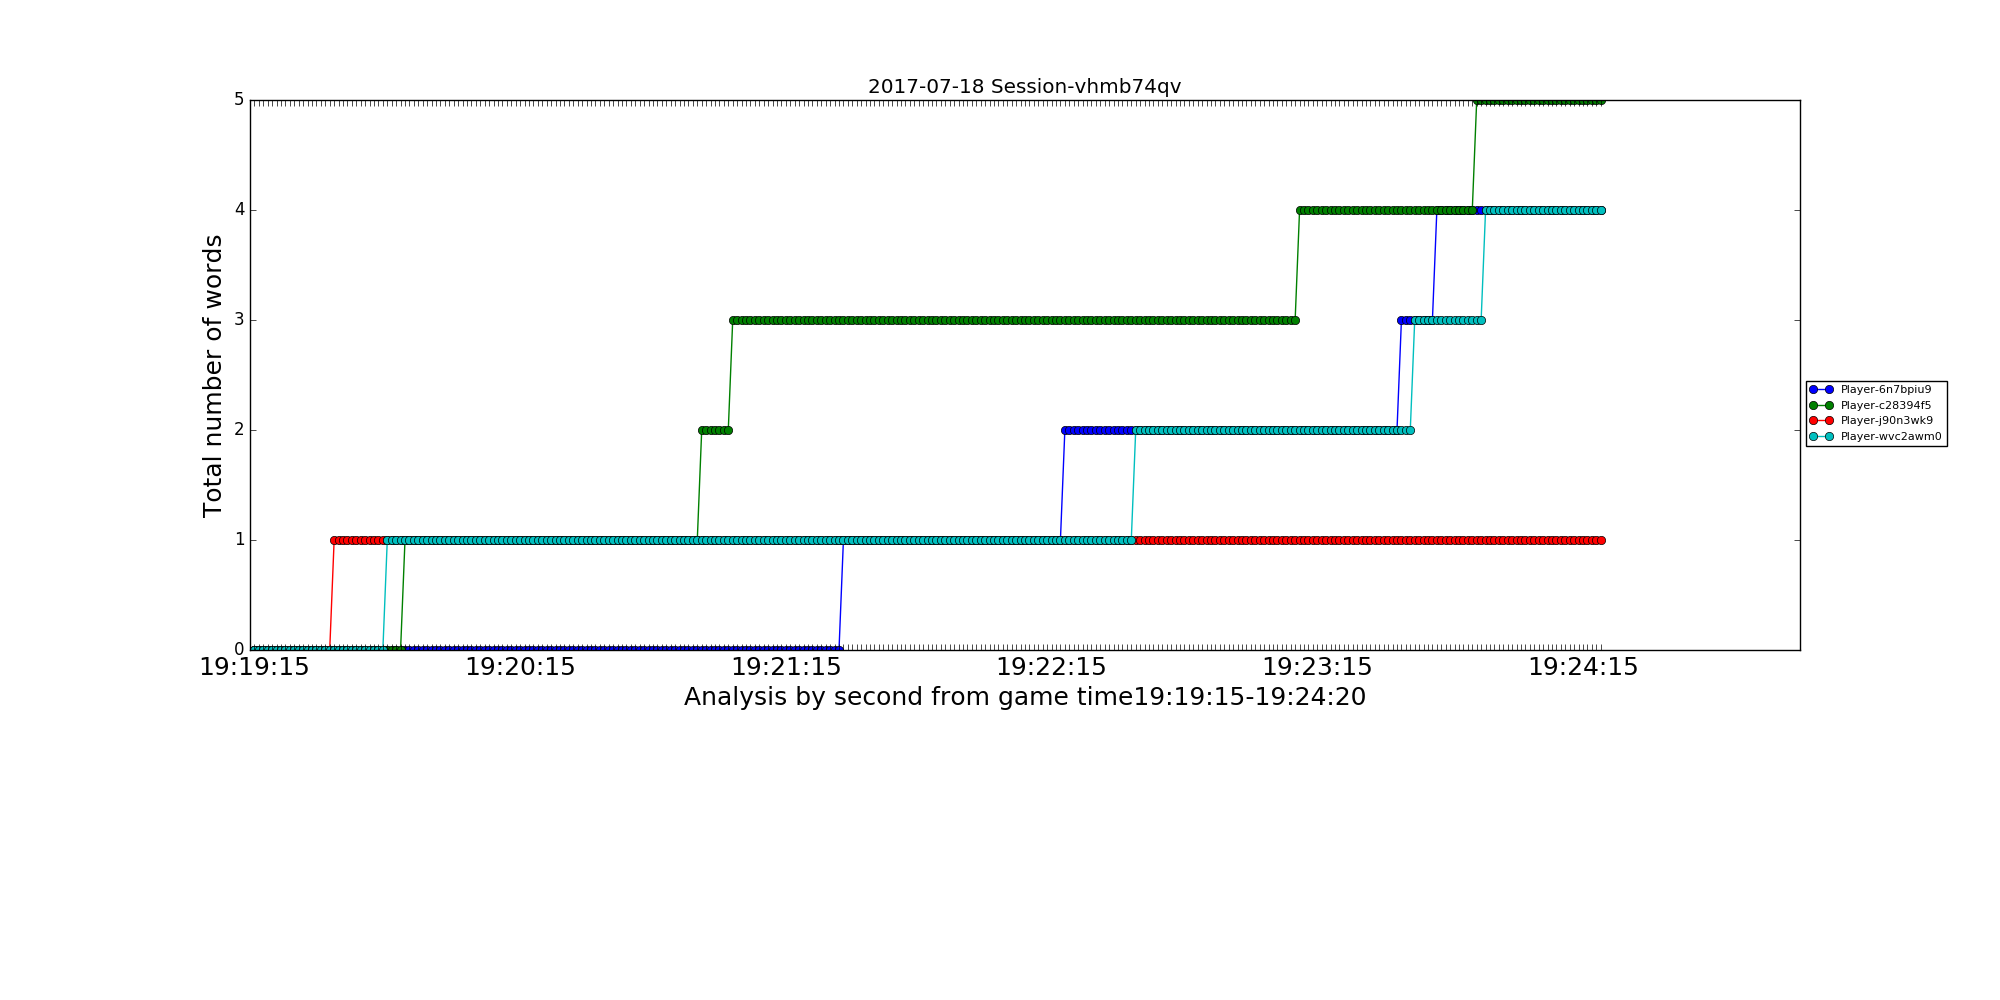 2017-07-18 Session-vhmb74qv
5
4
3
2
1
0
Total number of words
19:19:15 19:20:15 19:21:15 19:22:15 19:23:15 19:24:15
Analysis by second from game time19:19:15-19:24:20
Player-6n7bpiu9
Player-c28394f5
Player-j90n3wk9
Player-wvc2awm0